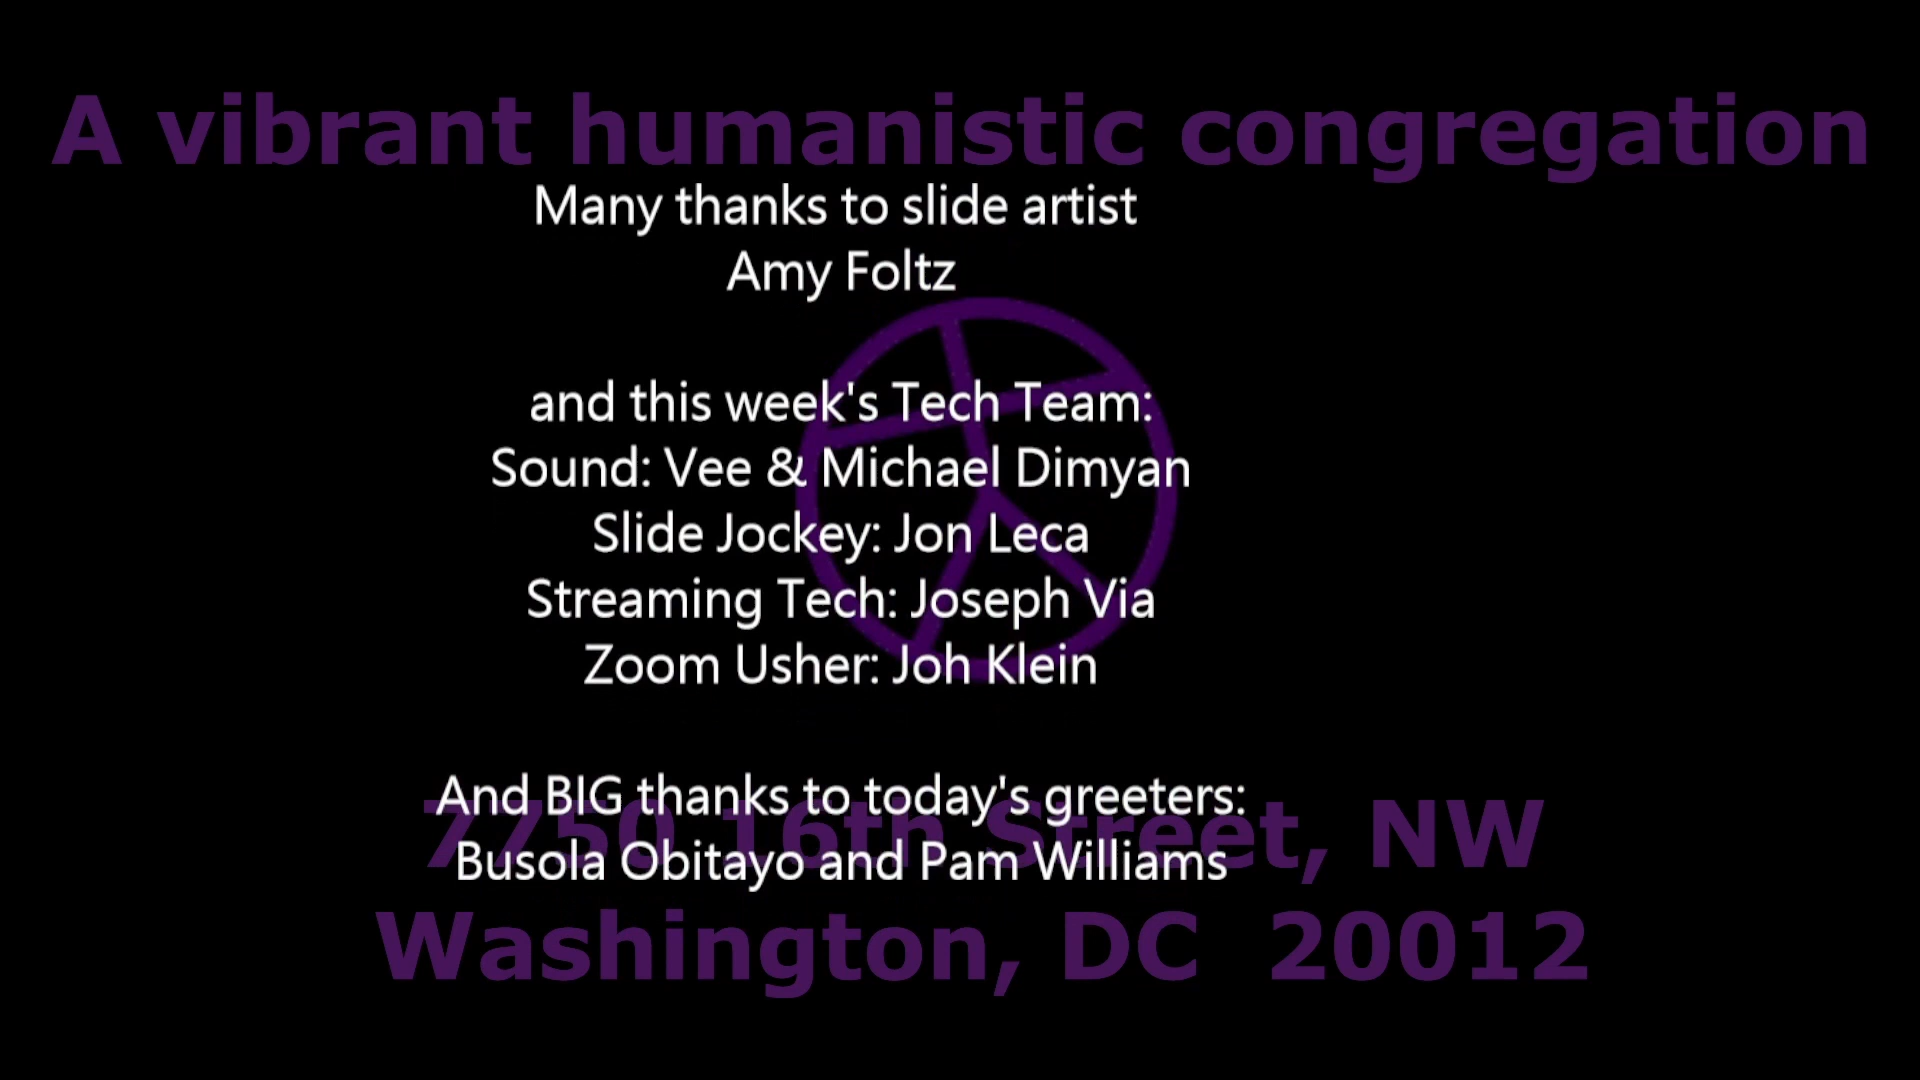 A vibrant humanistic congregation
Many thanks to slide artist
Amy Foltz
and this week's Tech Team:
Sound: Vee & Michael Dimyan
Slide Jockey: Jon Leca
Streaming Tech: Joseph Via
Zoom Usher: Joh Klein
And BIG thanks to today's greeters:
7750 16th Street, NW
Busola Obitayo and Pam Williams
Washington, DC  20012